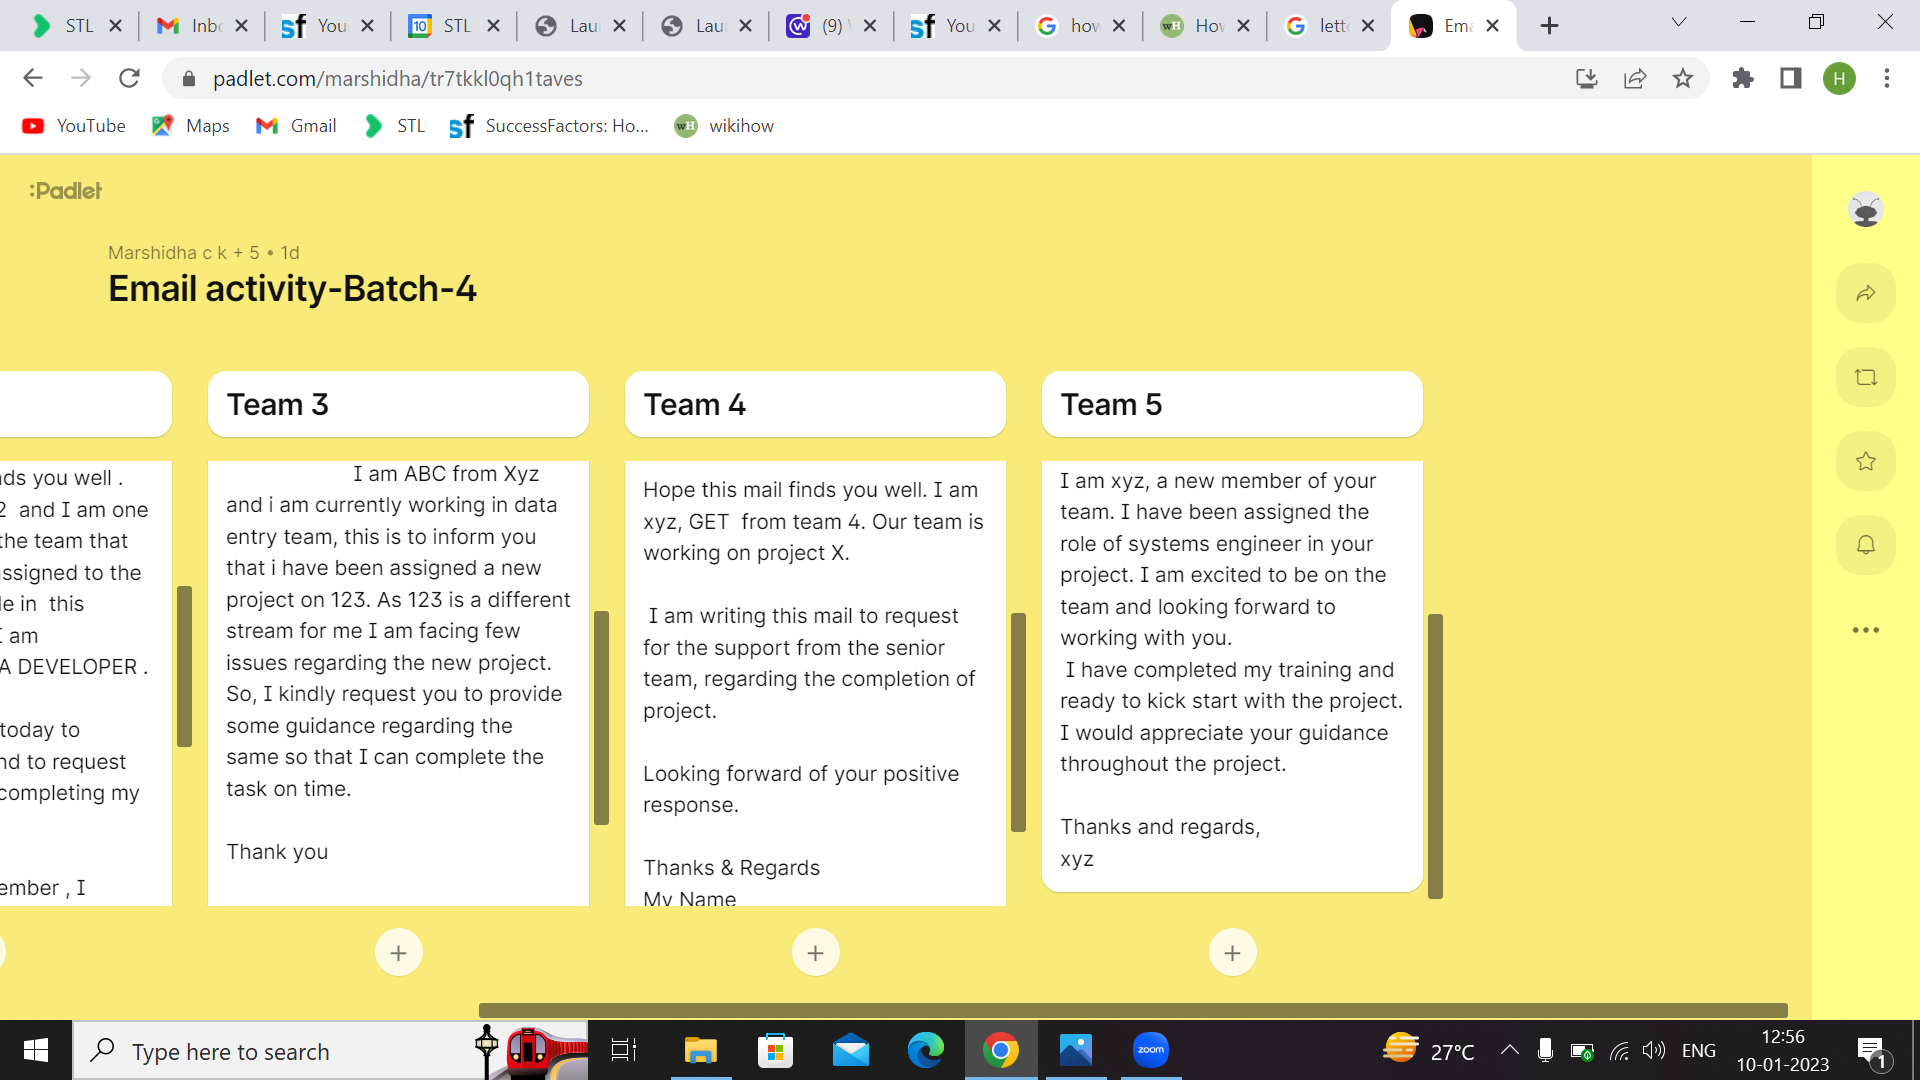 STL
Inbo
You
STL
Lau
Lau
(9)
You
how
How
lette
Ema
padlet.com/marshidha/tr7tkkl0qh1taves
H
YouTube
Maps
Gmail
STL
SuccessFactors: Ho...
wikihow
:Padlet
Marshidha c k + 5 • 1d
Email activity-Batch-4
nds you well .
2 and I am one
the team that
assigned to the
le in this
I am
A DEVELOPER .
today to
nd to request
completing my
ember , I
Team 3
I am ABC from Xyz
and i am currently working in data
entry team, this is to inform you
that i have been assigned a new
project on 123. As 123 is a different
stream for me I am facing few
issues regarding the new project.
So, I kindly request you to provide
some guidance regarding the
same so that I can complete the
task on time.
Thank you
Team 4
Hope this mail finds you well. I am
xyz, GET from team 4. Our team is
working on project X.
I am writing this mail to request
for the support from the senior
team, regarding the completion of
project.
Looking forward of your positive
response.
Thanks & Regards
My Name
Team 5
I am xyz, a new member of your
team. I have been assigned the
role of systems engineer in your
project. I am excited to be on the
team and looking forward to
working with you.
I have completed my training and
ready to kick start with the project.
I would appreciate your guidance
throughout the project.
Thanks and regards,
xyz
Type here to search
zoom
27°C
ENG
12:56
10-01-2023
1